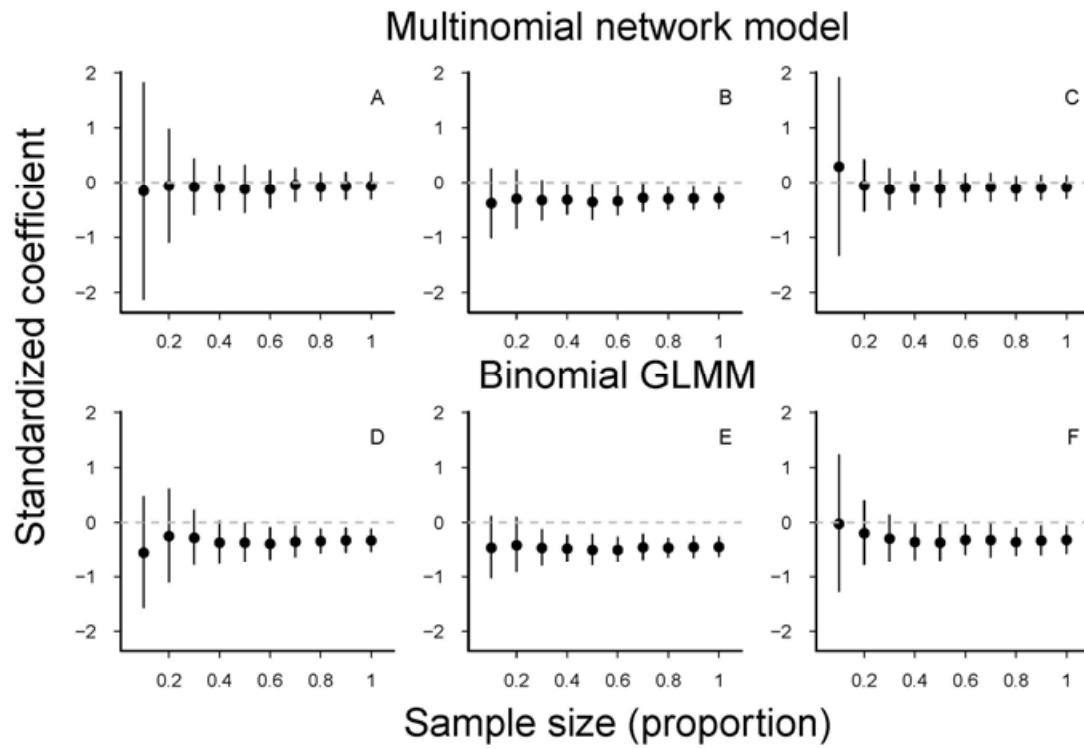 Multinomial network model
Standardized coefficient
2
1
0
−1
−2
A
0.2 0.4 0.6 0.8 1
2
1
0
−1
−2
B
0.2 0.4 0.6 0.8 1
2
1
0
−1
−2
C
0.2 0.4 0.6 0.8 1
Binomial GLMM
2
1
0
−1
−2
D
0.2 0.4 0.6 0.8 1
2
1
0
−1
−2
E
0.2 0.4 0.6 0.8 1
2
1
0
−1
−2
F
0.2 0.4 0.6 0.8 1
Sample size (proportion)